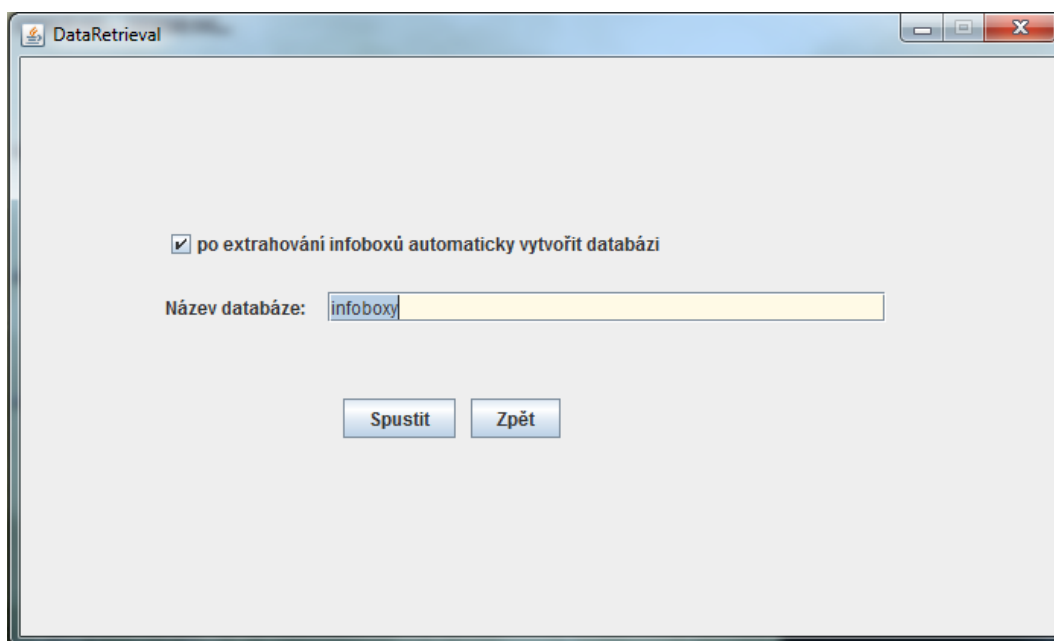 DataRetrieval
po extrahování infoboxů automaticky vytvořit databázi
Název databáze: infoboxy
Spustit Zpět